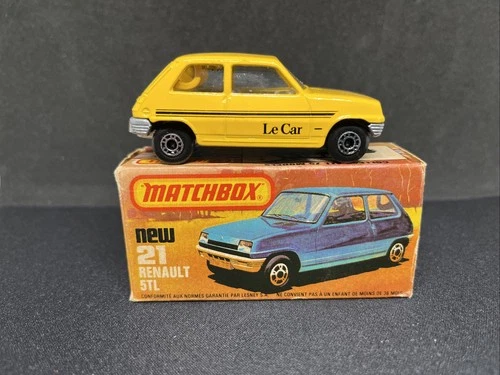 Le Car
MATCHBOX®
new
21
RENAULT
5TL
CONFORMITE AUX NORMES GARANTIE PAR LESNEY S.A. NE CONVIENT PAS A UN ENFANT DE MOINS DE 36 MOIS